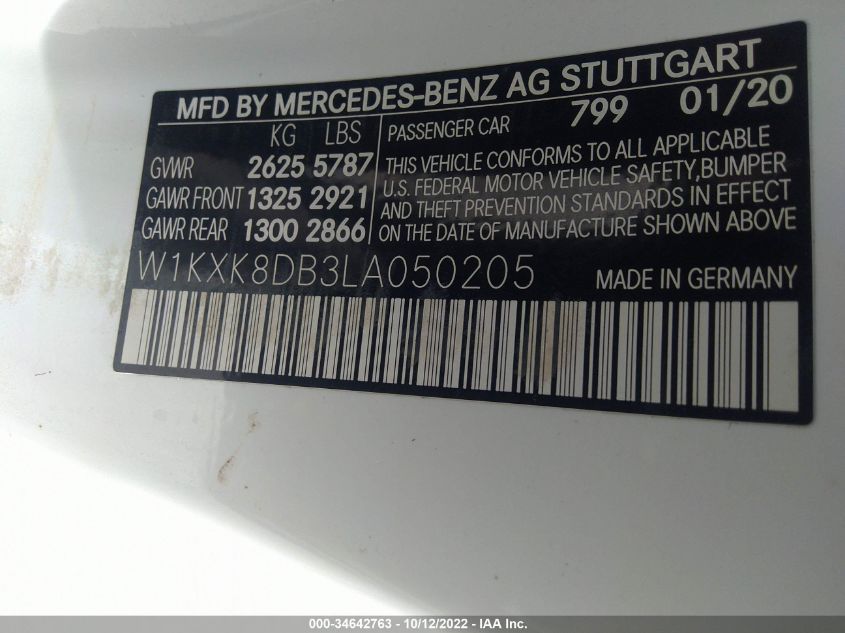 MFD BY MERCEDES-BENZ AG STUTTGART
KG LBS
GVWR 2625 5787
GAWR FRONT 1325 2921
GAWR REAR 1300 2866
PASSENGER CAR 799 01/20
THIS VEHICLE CONFORMS TO ALL APPLICABLE
U.S. FEDERAL MOTOR VEHICLE SAFETY,BUMPER
AND THEFT PREVENTION STANDARDS IN EFFECT
ON THE DATE OF MANUFACTURE SHOWN ABOVE
W1KXK8DB3LA050205 MADE IN GERMANY
000-34642763 - 10/12/2022 - IAA Inc.